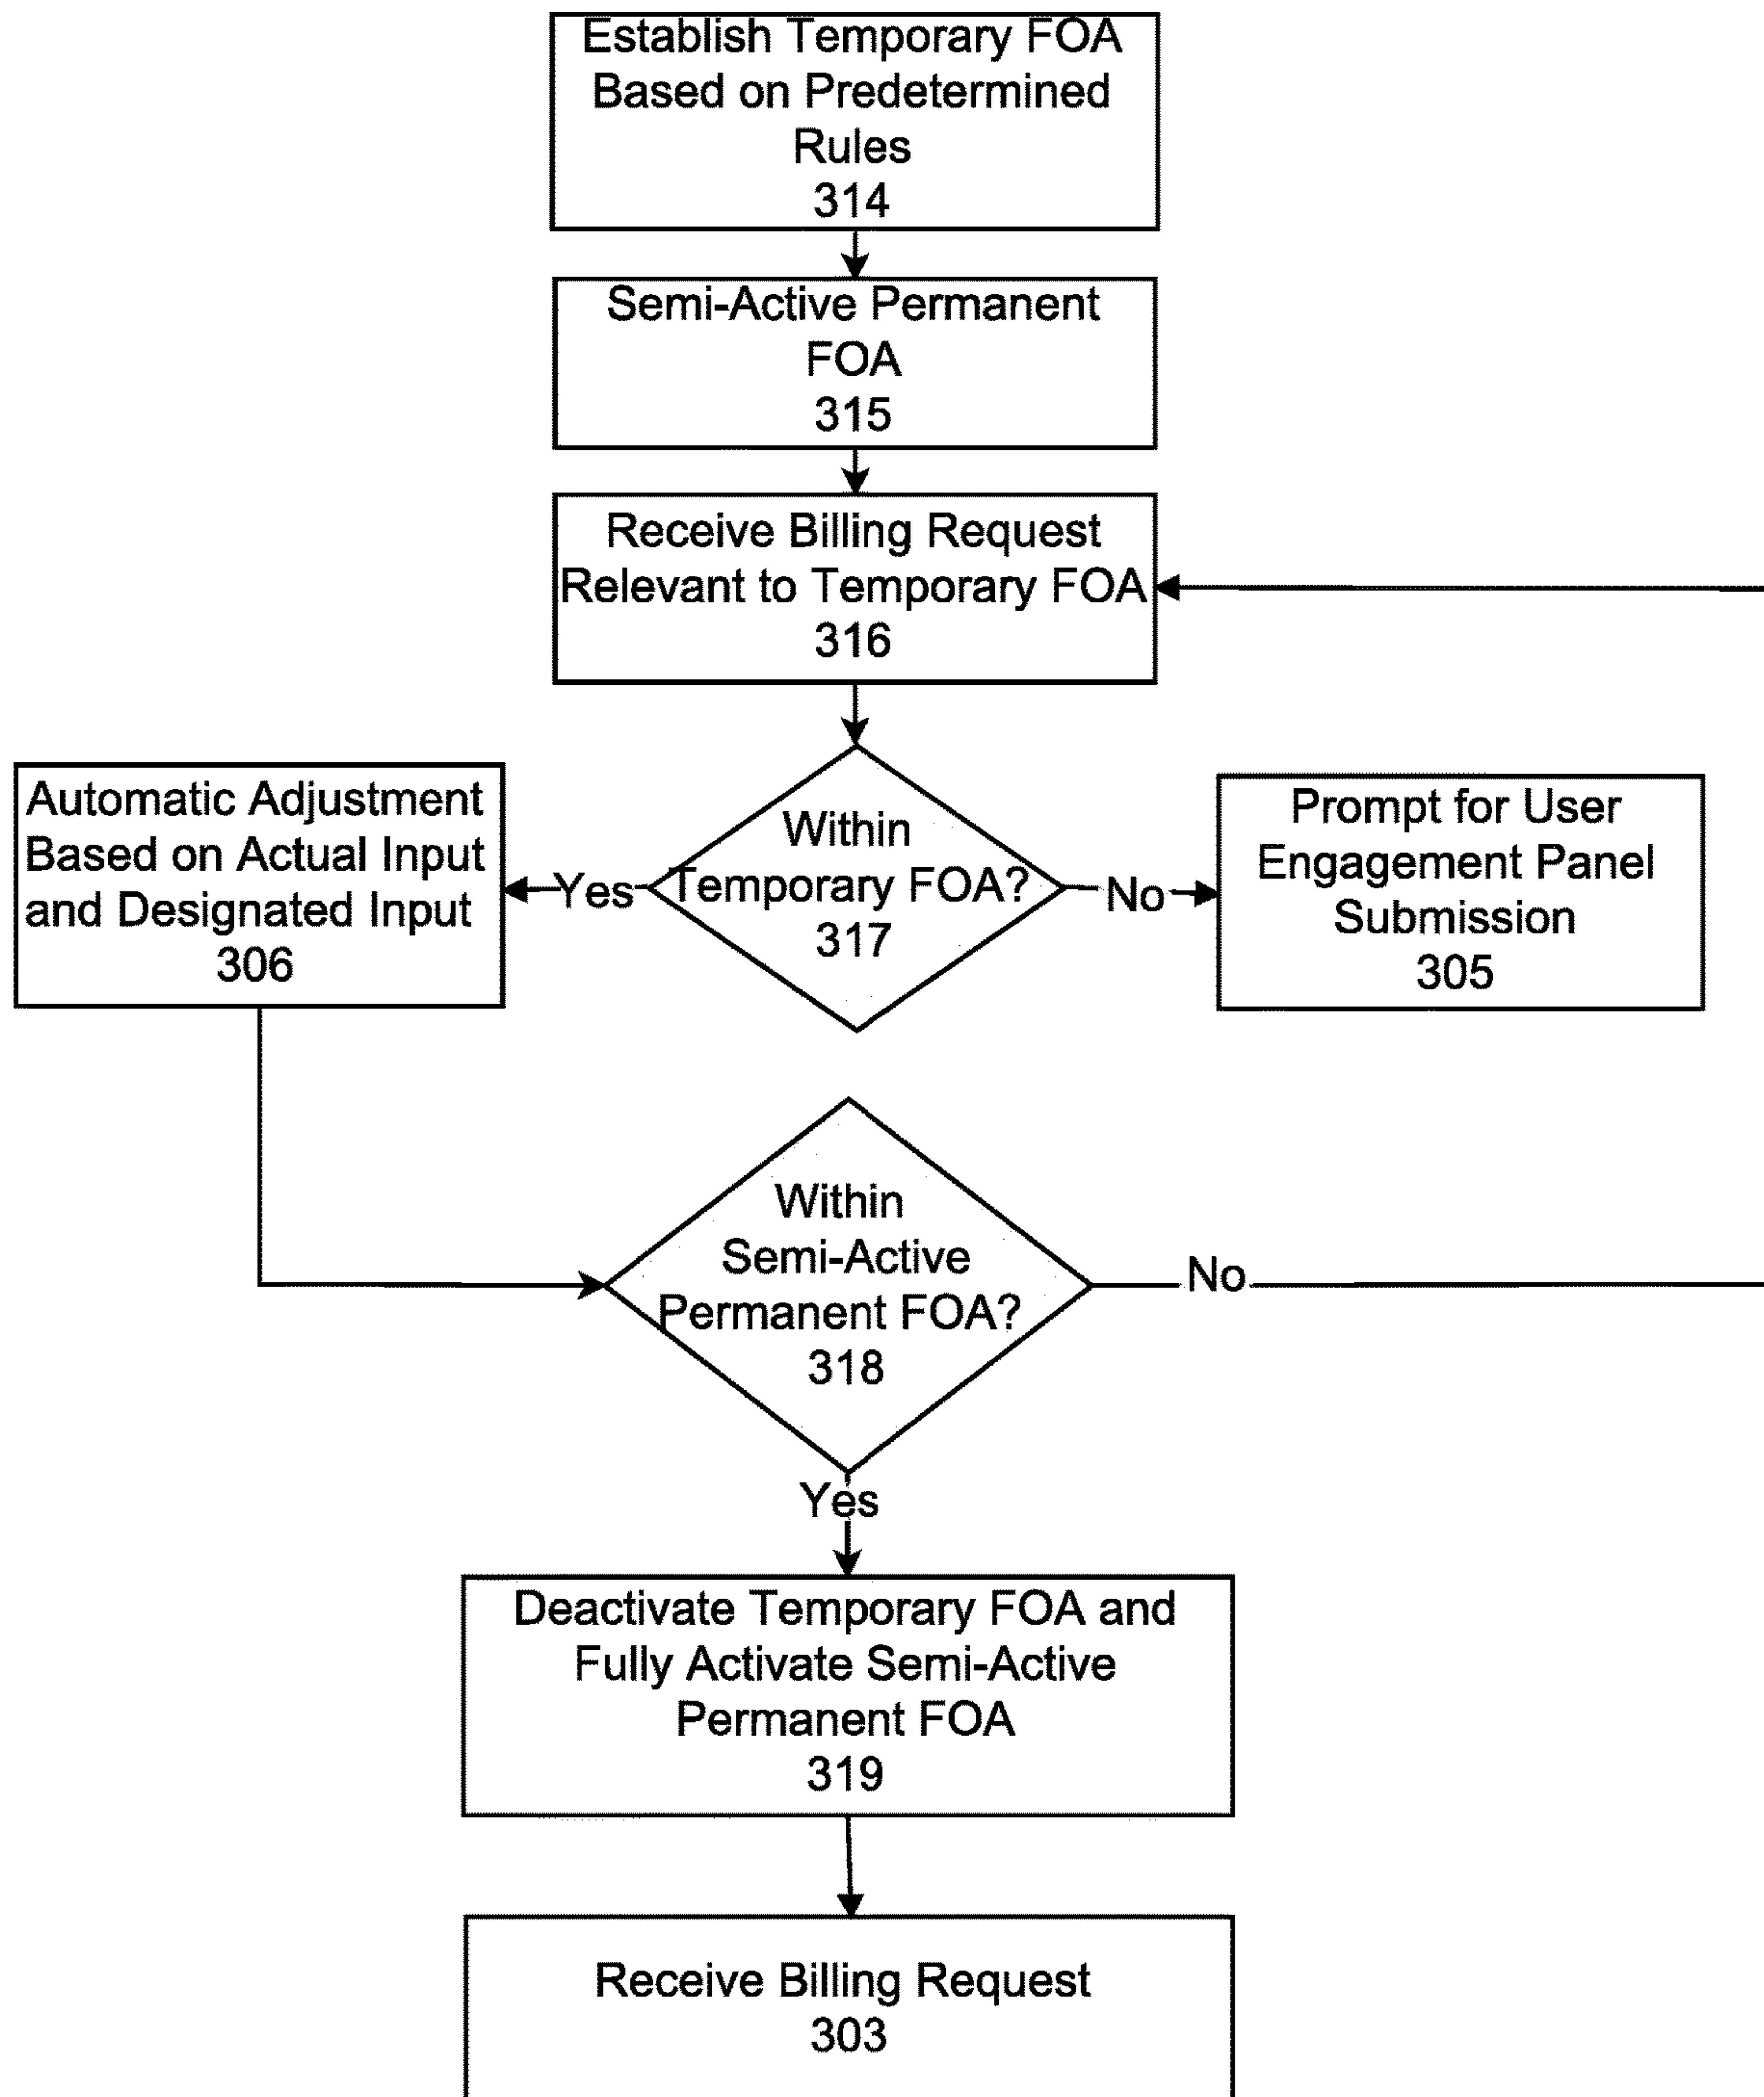 Establish Temporary FOA
Based on Predetermined
Rules
314
Semi-Active Permanent
FOA
315
Receive Billing Request
Relevant to Temporary FOA
316
Automatic Adjustment
Based on Actual Input
and Designated Input
306
Yes
Within
Temporary FOA?
317
No
Prompt for User
Engagement Panel
Submission
305
Within
Semi-Active
Permanent FOA?
318
No
Yes
Deactivate Temporary FOA and
Fully Activate Semi-Active
Permanent FOA
319
Receive Billing Request
303